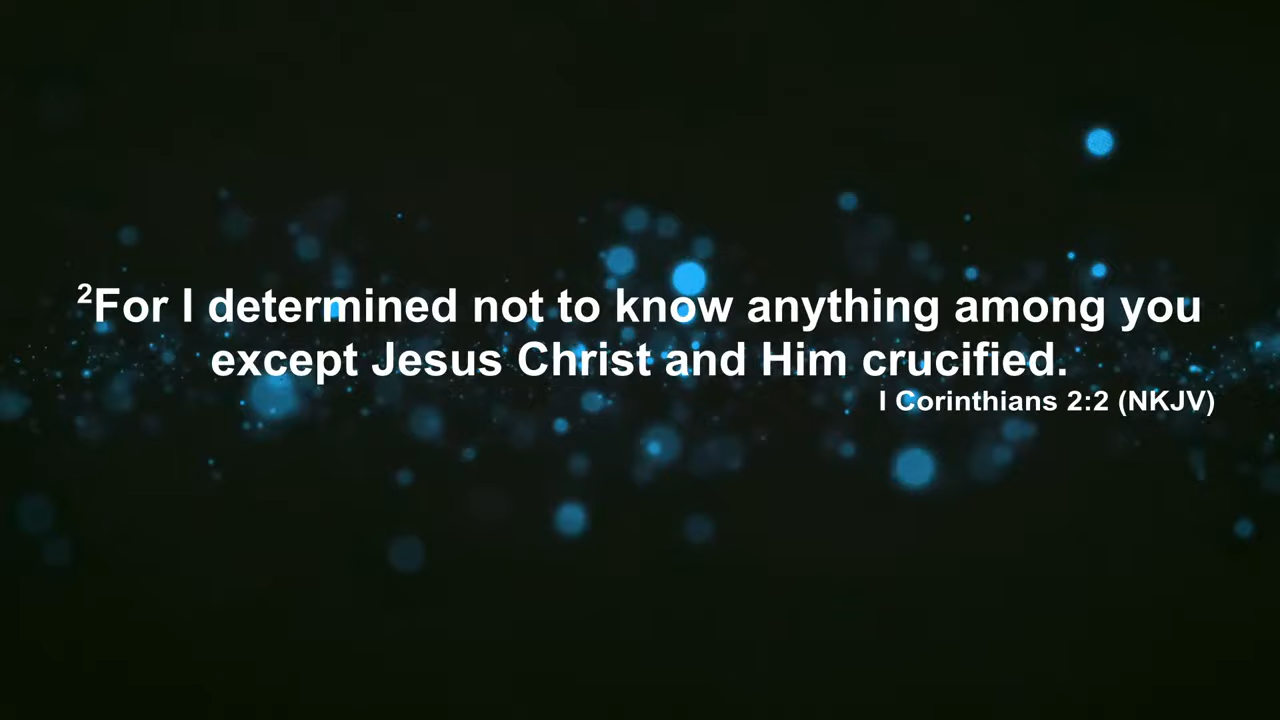 ²For I determined not to know anything among you
except Jesus Christ and Him crucified.
I Corinthians 2:2 (NKJV)